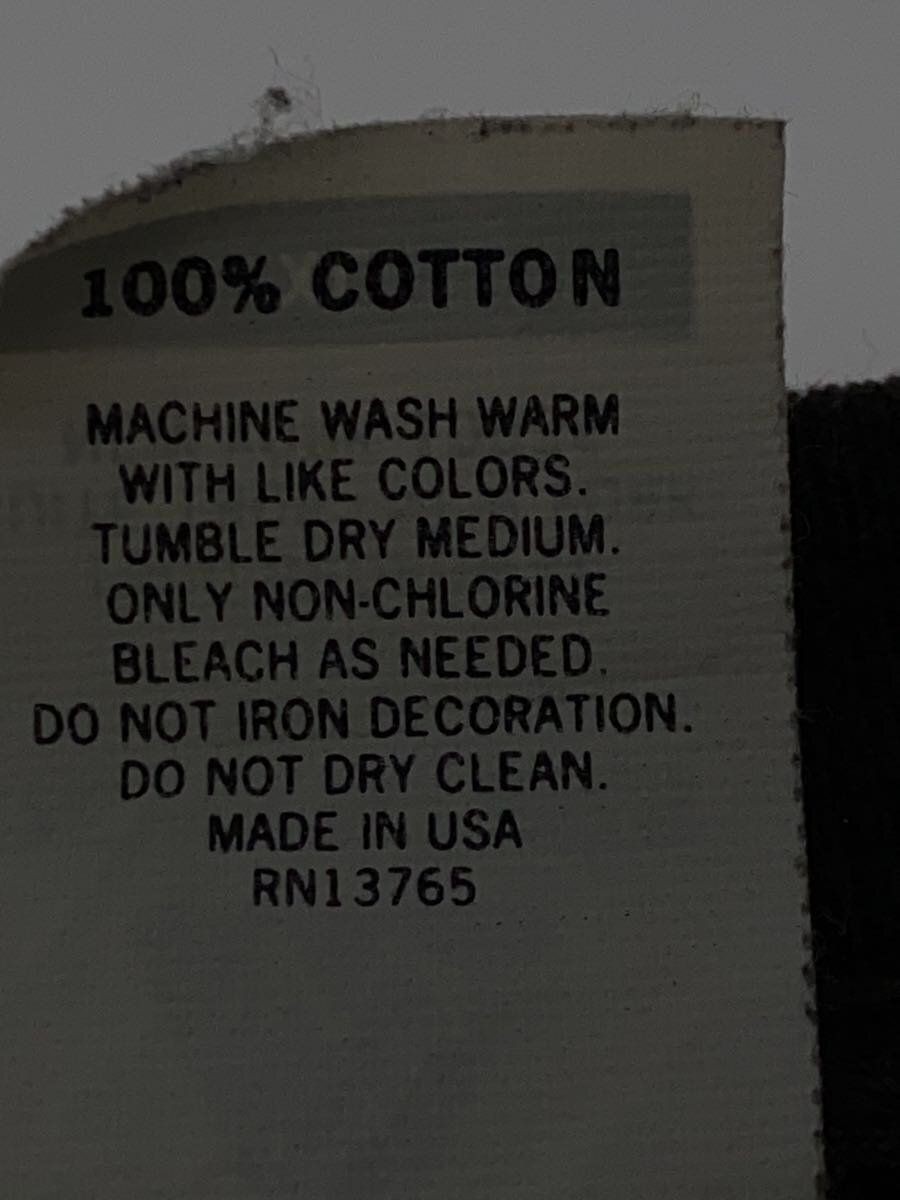 100% COTTON
MACHINE WASH WARM
WITH LIKE COLORS.
TUMBLE DRY MEDIUM.
ONLY NON-CHLORINE
BLEACH AS NEEDED.
DO NOT IRON DECORATION.
DO NOT DRY CLEAN.
MADE IN USA
RN13765